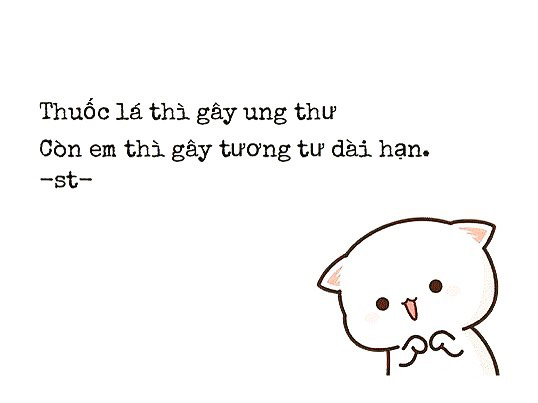 Thuốc lá thì gây ung thư
Còn em thì gây tương tư dài hạn.
-st-